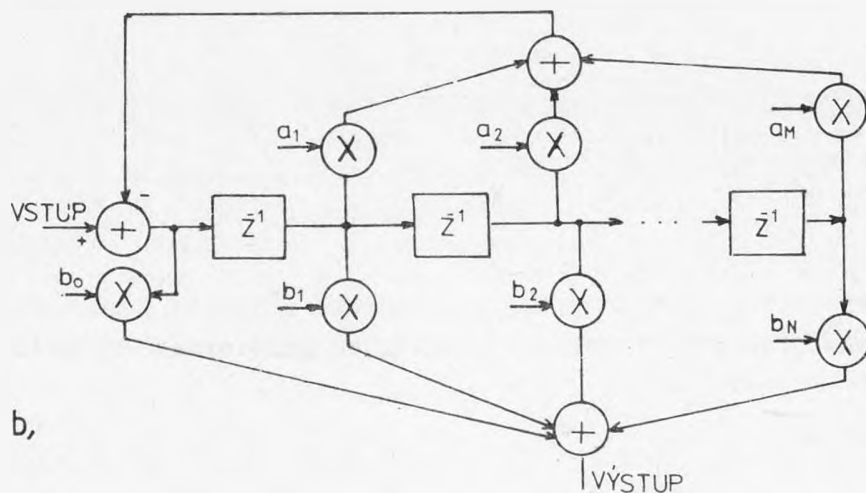 +
a₁
X
a₂
X
a_M
X
VSTUP
-
+
+
z̄¹
z̄¹
. . . .
z̄¹
b₀
X
b₁
X
b₂
X
b_N
X
b,
+
VÝSTUP